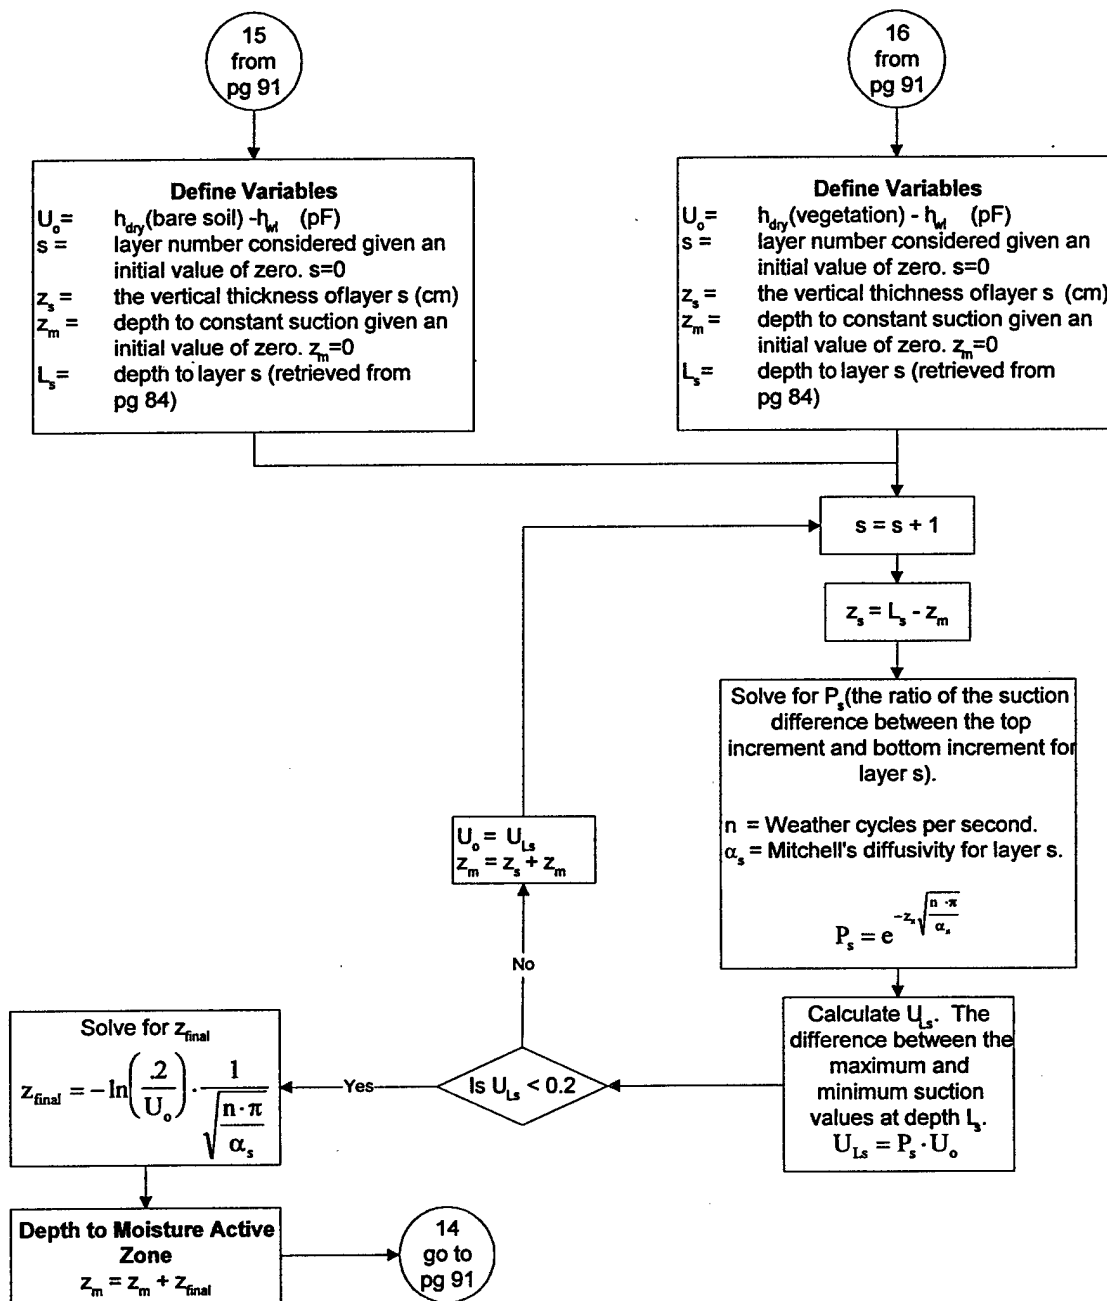 15
from
pg 91
16
from
pg 91
Define Variables
U_o= h_dry(bare soil) -h_wl (pF)
s = layer number considered given an
initial value of zero. s=0
z_s = the vertical thickness oflayer s (cm)
z_m = depth to constant suction given an
initial value of zero. z_m=0
L_s= depth to layer s (retrieved from
pg 84)
Define Variables
U_o= h_dry(vegetation) - h_wl (pF)
s = layer number considered given an
initial value of zero. s=0
z_s = the vertical thichness oflayer s (cm)
z_m = depth to constant suction given an
initial value of zero. z_m=0
L_s= depth to layer s (retrieved from
pg 84)
s = s + 1
z_s = L_s - z_m
Solve for P_s(the ratio of the suction
difference between the top
increment and bottom increment for
layer s).
n = Weather cycles per second.
α_s = Mitchell's diffusivity for layer s.
P_s = e^{-z_s √(n · π / α_s)}
U_o = U_Ls
z_m = z_s + z_m
No
Calculate U_Ls. The
difference between the
maximum and
minimum suction
values at depth L_s.
U_Ls = P_s · U_o
Is U_Ls < 0.2
Yes
Solve for z_final
z_final = -ln(.2 / U_o) · 1 / √(n · π / α_s)
Depth to Moisture Active
Zone
z_m = z_m + z_final
14
go to
pg 91